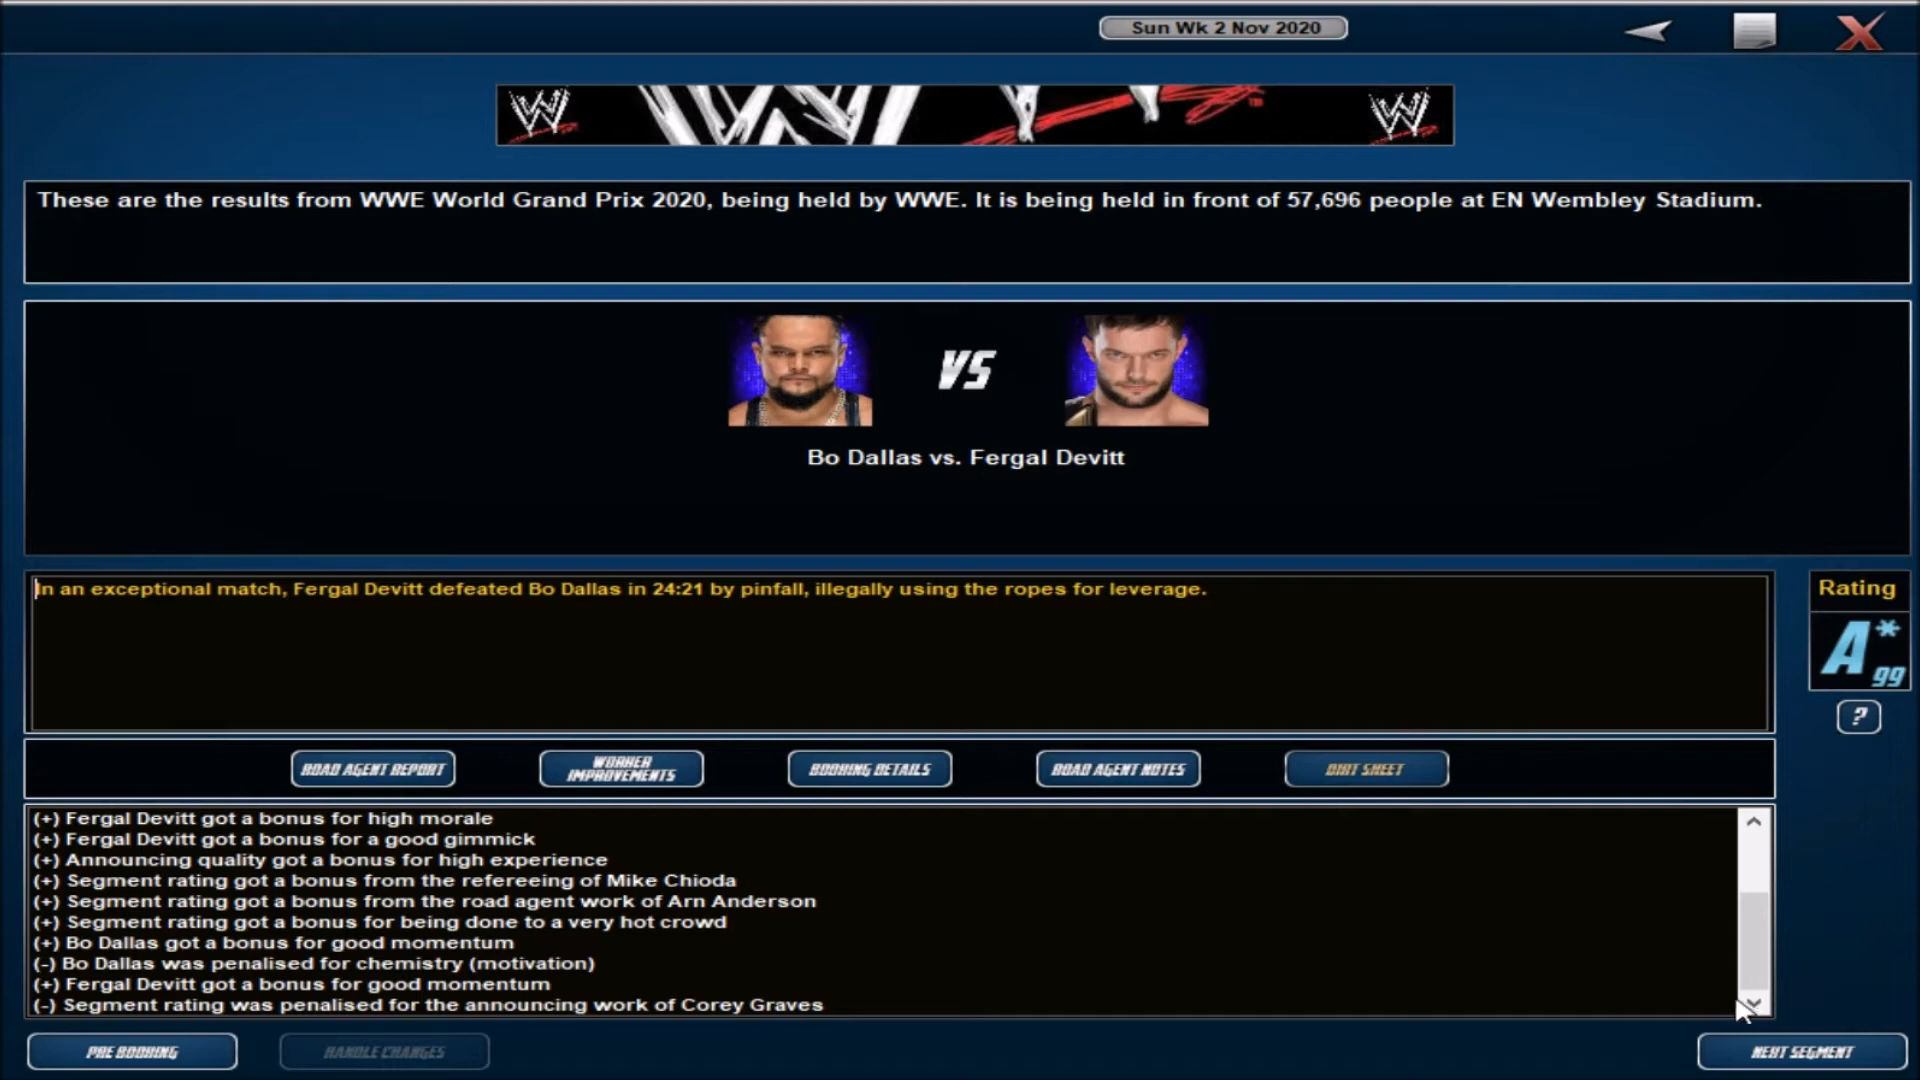 Sun Wk 2 Nov 2020
These are the results from WWE World Grand Prix 2020, being held by WWE. It is being held in front of 57,696 people at EN Wembley Stadium.
VS
Bo Dallas vs. Fergal Devitt
In an exceptional match, Fergal Devitt defeated Bo Dallas in 24:21 by pinfall, illegally using the ropes for leverage.
Rating
A*
99
?
ROAD AGENT REPORT
WORKER IMPROVEMENTS
BOOKING DETAILS
ROAD AGENT NOTES
DIRT SHEET
(+) Fergal Devitt got a bonus for high morale
(+) Fergal Devitt got a bonus for a good gimmick
(+) Announcing quality got a bonus for high experience
(+) Segment rating got a bonus from the refereeing of Mike Chioda
(+) Segment rating got a bonus from the road agent work of Arn Anderson
(+) Segment rating got a bonus for being done to a very hot crowd
(+) Bo Dallas got a bonus for good momentum
(-) Bo Dallas was penalised for chemistry (motivation)
(+) Fergal Devitt got a bonus for good momentum
(-) Segment rating was penalised for the announcing work of Corey Graves
PRE BOOKING
HANDLE CHANGES
NEXT SEGMENT